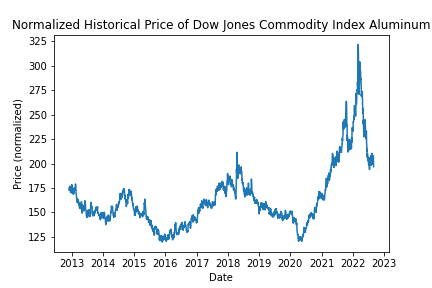 Normalized Historical Price of Dow Jones Commodity Index Aluminum
Price (normalized)
325
300
275
250
225
200
175
150
125
2013 2014 2015 2016 2017 2018 2019 2020 2021 2022 2023
Date